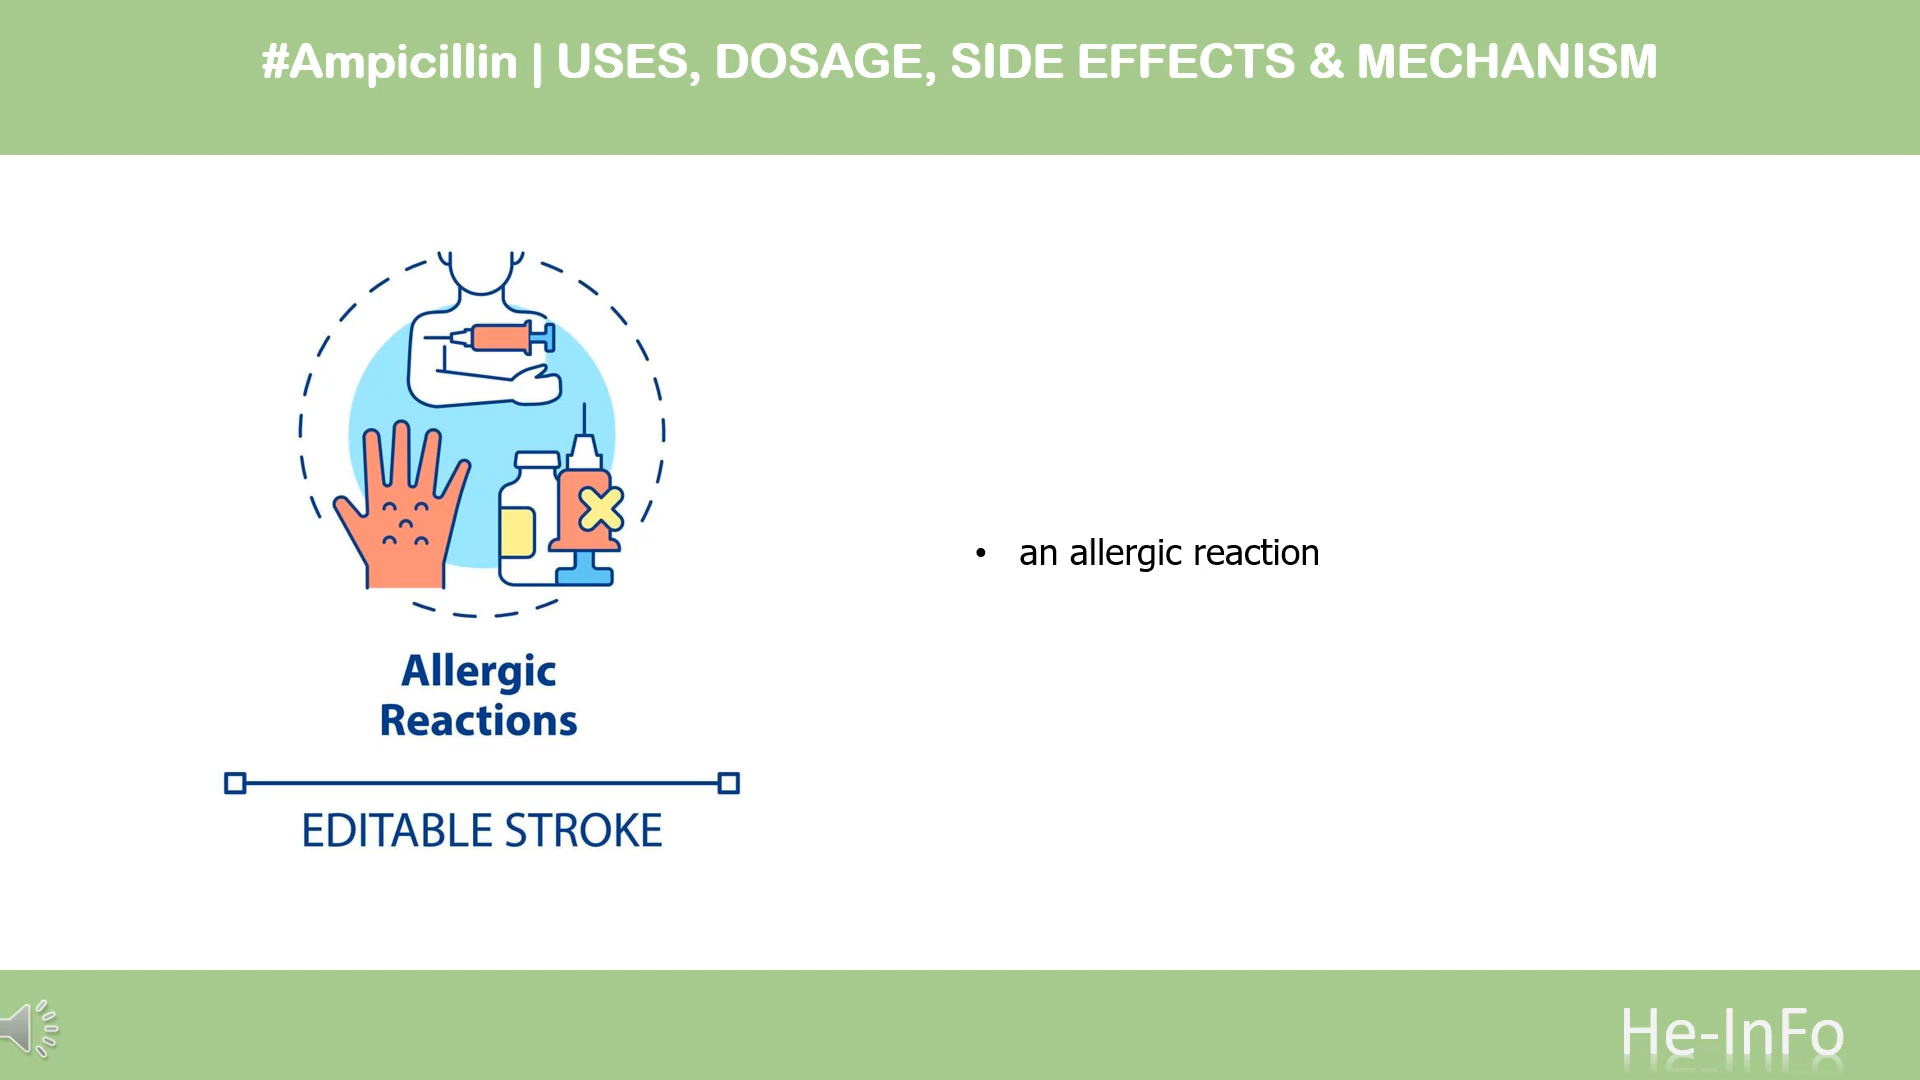 #Ampicillin | USES, DOSAGE, SIDE EFFECTS & MECHANISM
Allergic
Reactions
EDITABLE STROKE
• an allergic reaction
He-InFo